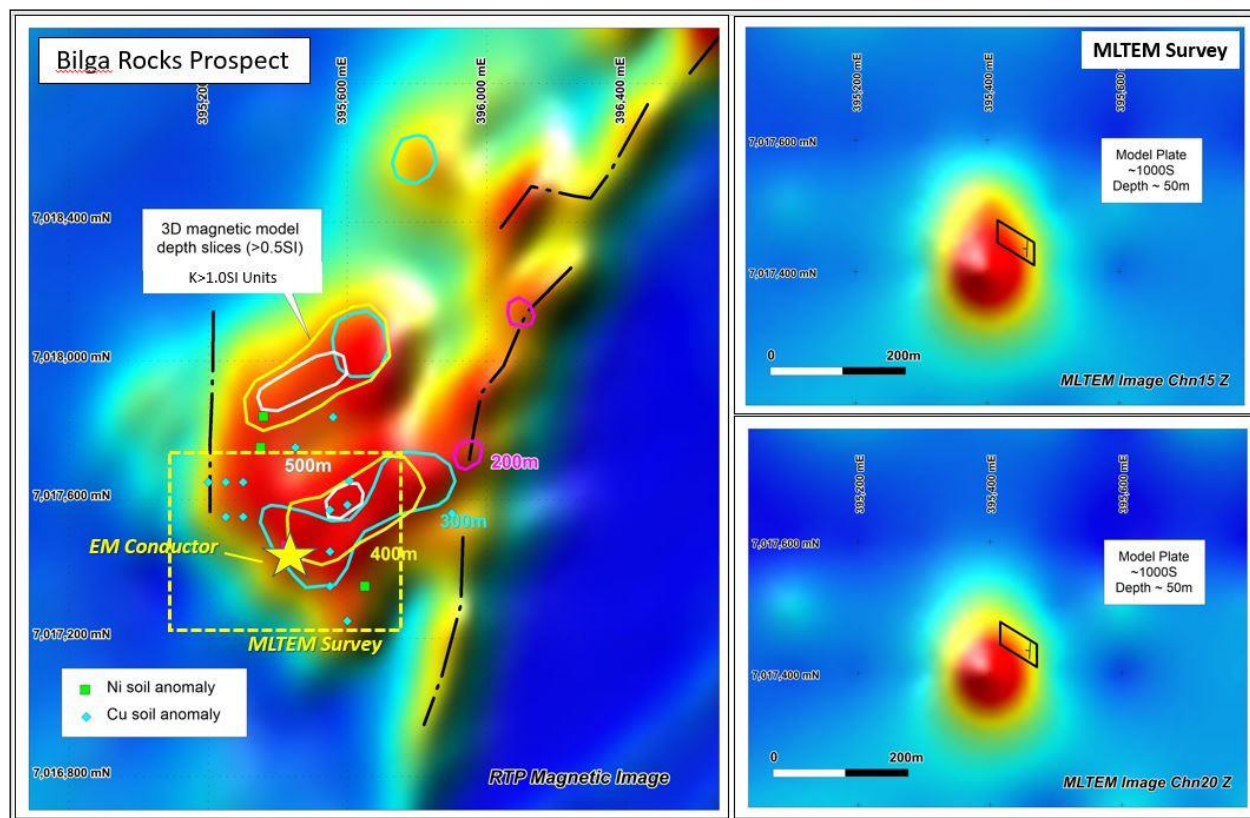 Bilga Rocks Prospect
395,200
395,600 mE
396,000 mE
396,400 mE
7,018,400 mN
3D magnetic model
depth slices (>0.5SI)
K>1.0SI Units
7,018,000 mN
500m
200m
7,017,600 mN
300m
EM Conductor
400m
7,017,200 mN
MLTEM Survey
Ni soil anomaly
Cu soil anomaly
7,016,800 mN
RTP Magnetic Image
MLTEM Survey
395,200 mE
395,400 mE
7,017,600 mN
Model Plate
~1000S
Depth ~ 50m
7,017,400 mN
0 200m
MLTEM Image Chn15 Z
395,200 mE
395,400 mE
395,600 mE
7,017,600 mN
Model Plate
~1000S
Depth ~ 50m
7,017,400 mN
0 200m
MLTEM Image Chn20 Z